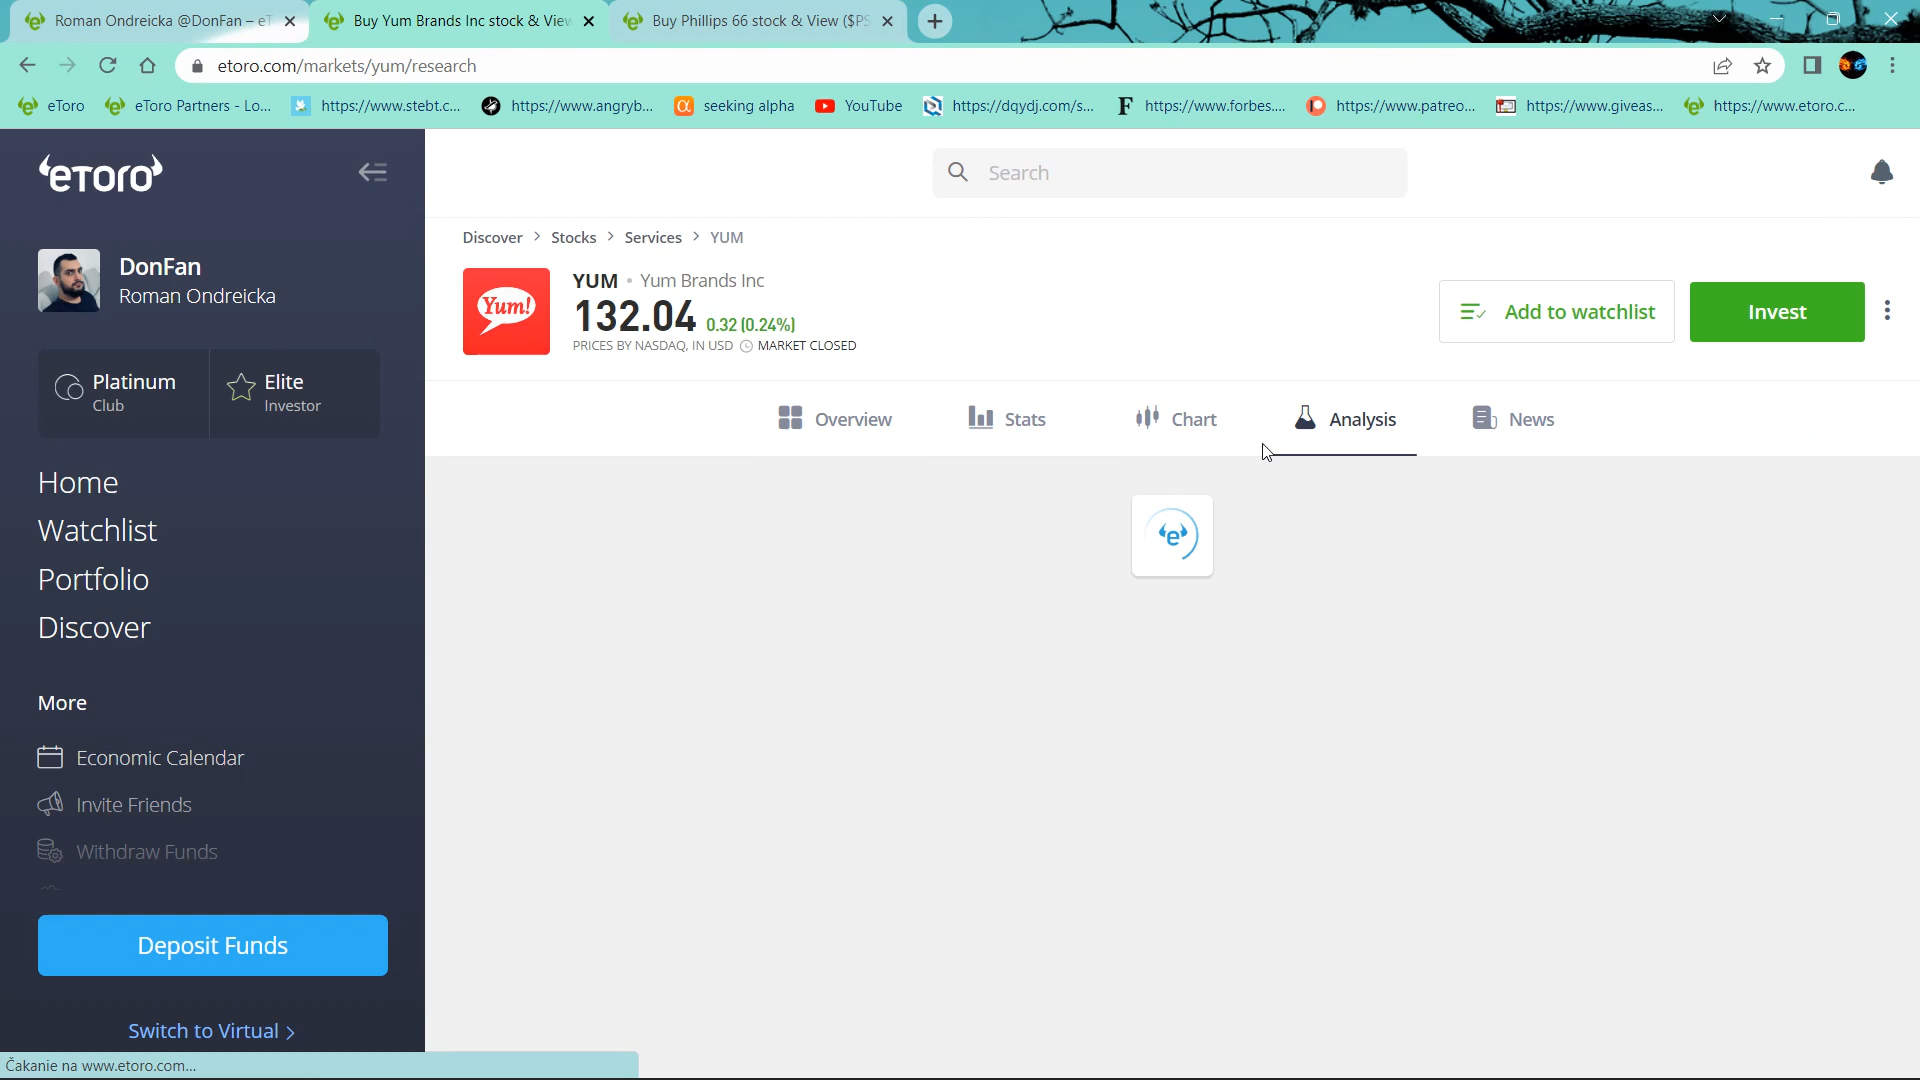 Roman Ondreicka @DonFan – eT
Buy Yum Brands Inc stock & View
Buy Phillips 66 stock & View ($PS
etoro.com/markets/yum/research
eToro
eToro Partners - Lo...
https://www.stebt.c...
https://www.angryb...
seeking alpha
YouTube
https://dqydj.com/s...
https://www.forbes....
https://www.patreo...
https://www.giveas...
https://www.etoro.c...
eTORO
Search
Discover > Stocks > Services > YUM
Yum!
YUM • Yum Brands Inc
132.04 0.32 (0.24%)
PRICES BY NASDAQ, IN USD MARKET CLOSED
Add to watchlist
Invest
DonFan
Roman Ondreicka
Platinum
Club
Elite
Investor
Overview
Stats
Chart
Analysis
News
Home
Watchlist
Portfolio
Discover
More
Economic Calendar
Invite Friends
Withdraw Funds
Deposit Funds
Switch to Virtual >
Čakanie na www.etoro.com...